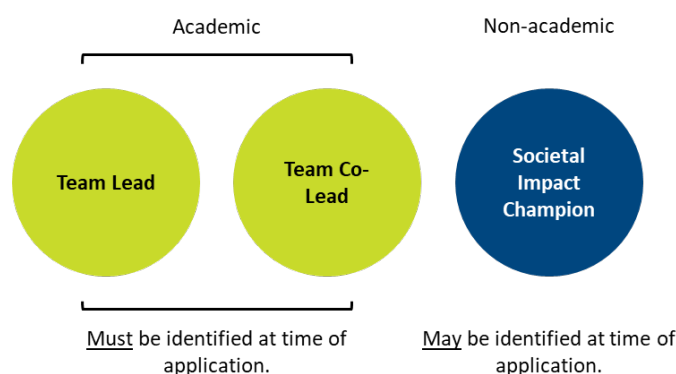 Academic
Non-academic
Team Lead
Team Co-
Lead
Societal
Impact
Champion
Must be identified at time of
application.
May be identified at time of
application.